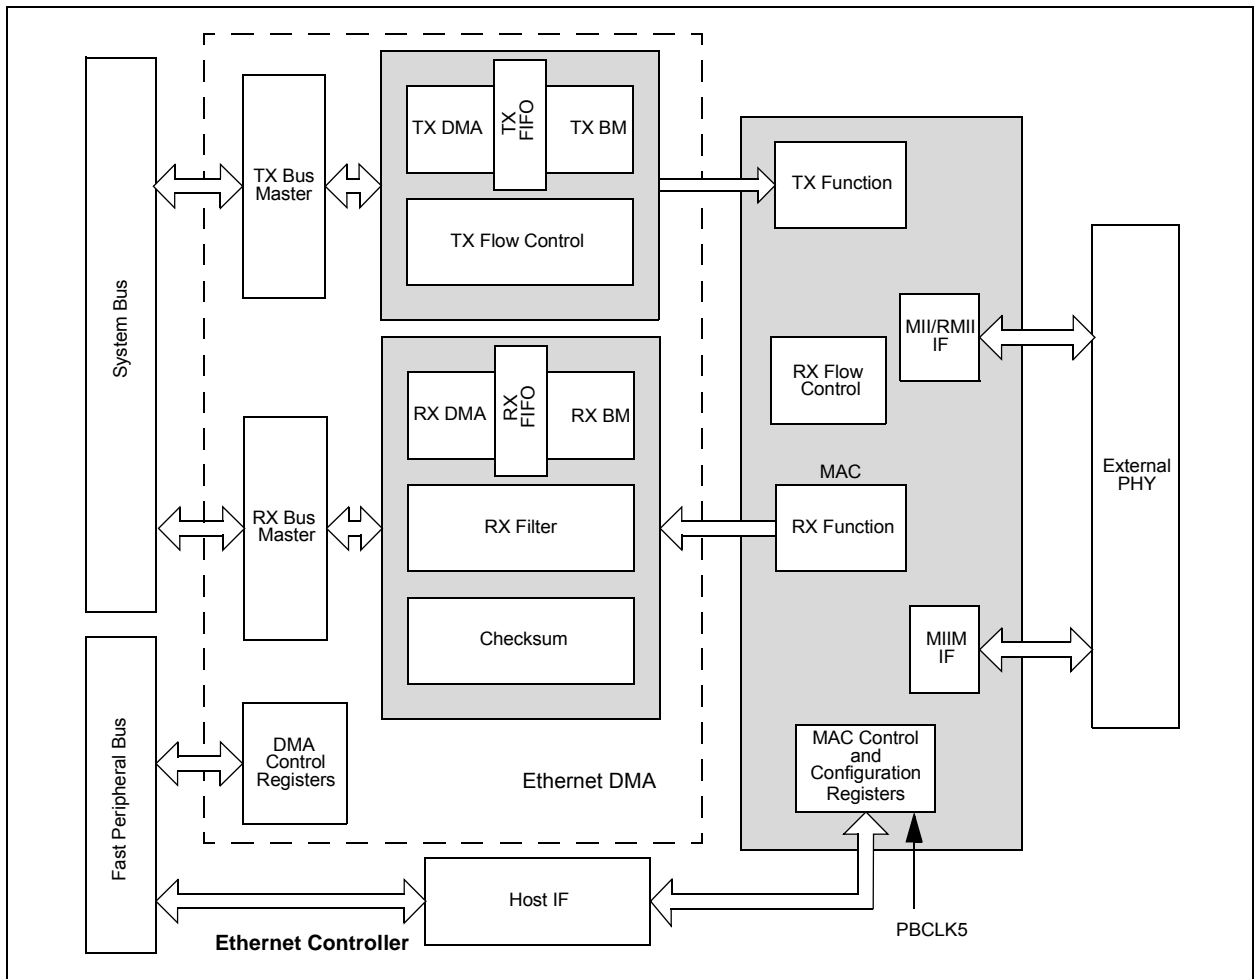 System Bus
TX Bus
Master
TX DMA
TX
FIFO
TX BM
TX Flow Control
TX Function
MII/RMII
IF
RX Flow
Control
RX DMA
RX
FIFO
RX BM
MAC
RX Bus
Master
RX Filter
RX Function
Checksum
MIIM
IF
External
PHY
Fast Peripheral Bus
DMA
Control
Registers
Ethernet DMA
MAC Control
and
Configuration
Registers
Host IF
PBCLK5
Ethernet Controller